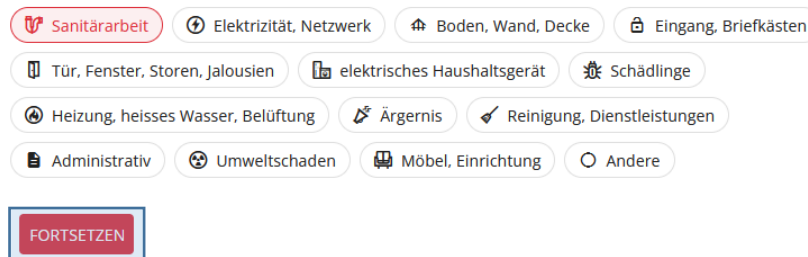 Sanitärarbeit Elektrizität, Netzwerk Boden, Wand, Decke Eingang, Briefkästen
Tür, Fenster, Storen, Jalousien elektrisches Haushaltsgerät Schädlinge
Heizung, heisses Wasser, Belüftung Ärgernis Reinigung, Dienstleistungen
Administrativ Umweltschaden Möbel, Einrichtung Andere
FORTSETZEN